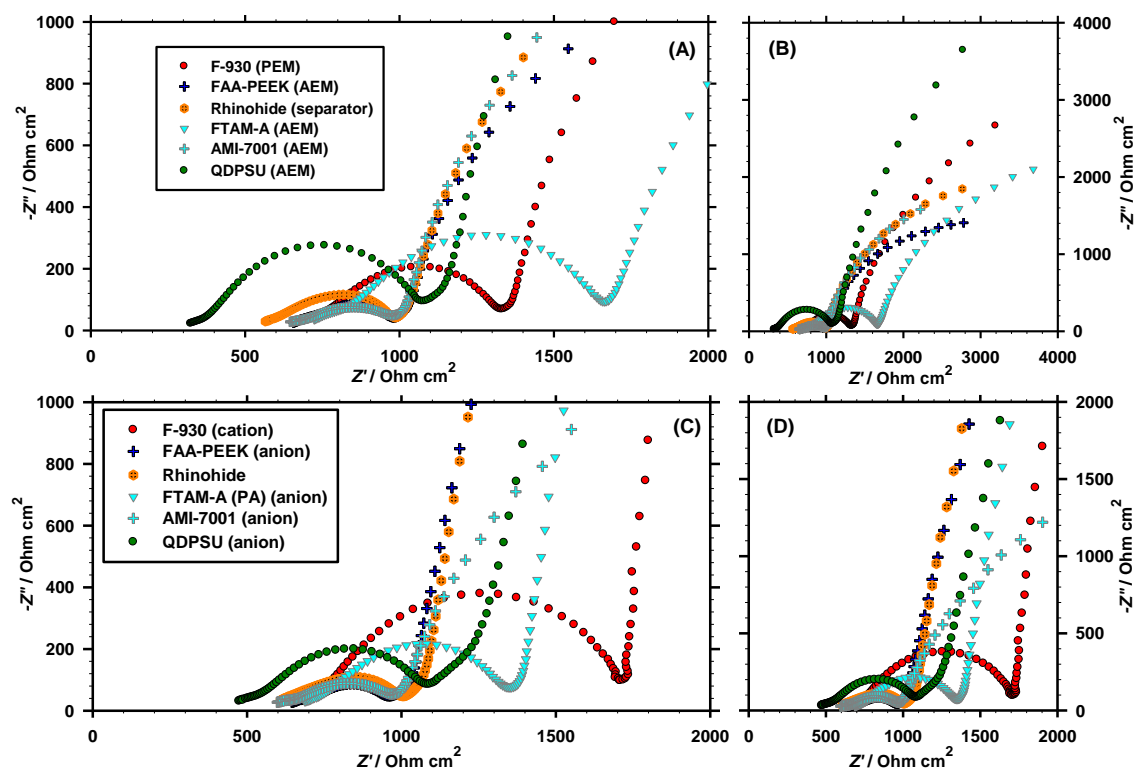 1000
800
600
400
200
0
-Z" / Ohm cm2
(A)
F-930 (PEM)
FAA-PEEK (AEM)
Rhinohide (separator)
FTAM-A (AEM)
AMI-7001 (AEM)
QDPSU (AEM)
0 500 1000 1500 2000
Z' / Ohm cm2
(B)
4000
3000
2000
1000
0
-Z" / Ohm cm2
0 1000 2000 3000 4000
Z' / Ohm cm2
1000
800
600
400
200
0
-Z" / Ohm cm2
(C)
F-930 (cation)
FAA-PEEK (anion)
Rhinohide
FTAM-A (PA) (anion)
AMI-7001 (anion)
QDPSU (anion)
0 500 1000 1500 2000
Z' / Ohm cm2
(D)
2000
1500
1000
500
0
-Z" / Ohm cm2
0 500 1000 1500 2000
Z' / Ohm cm2